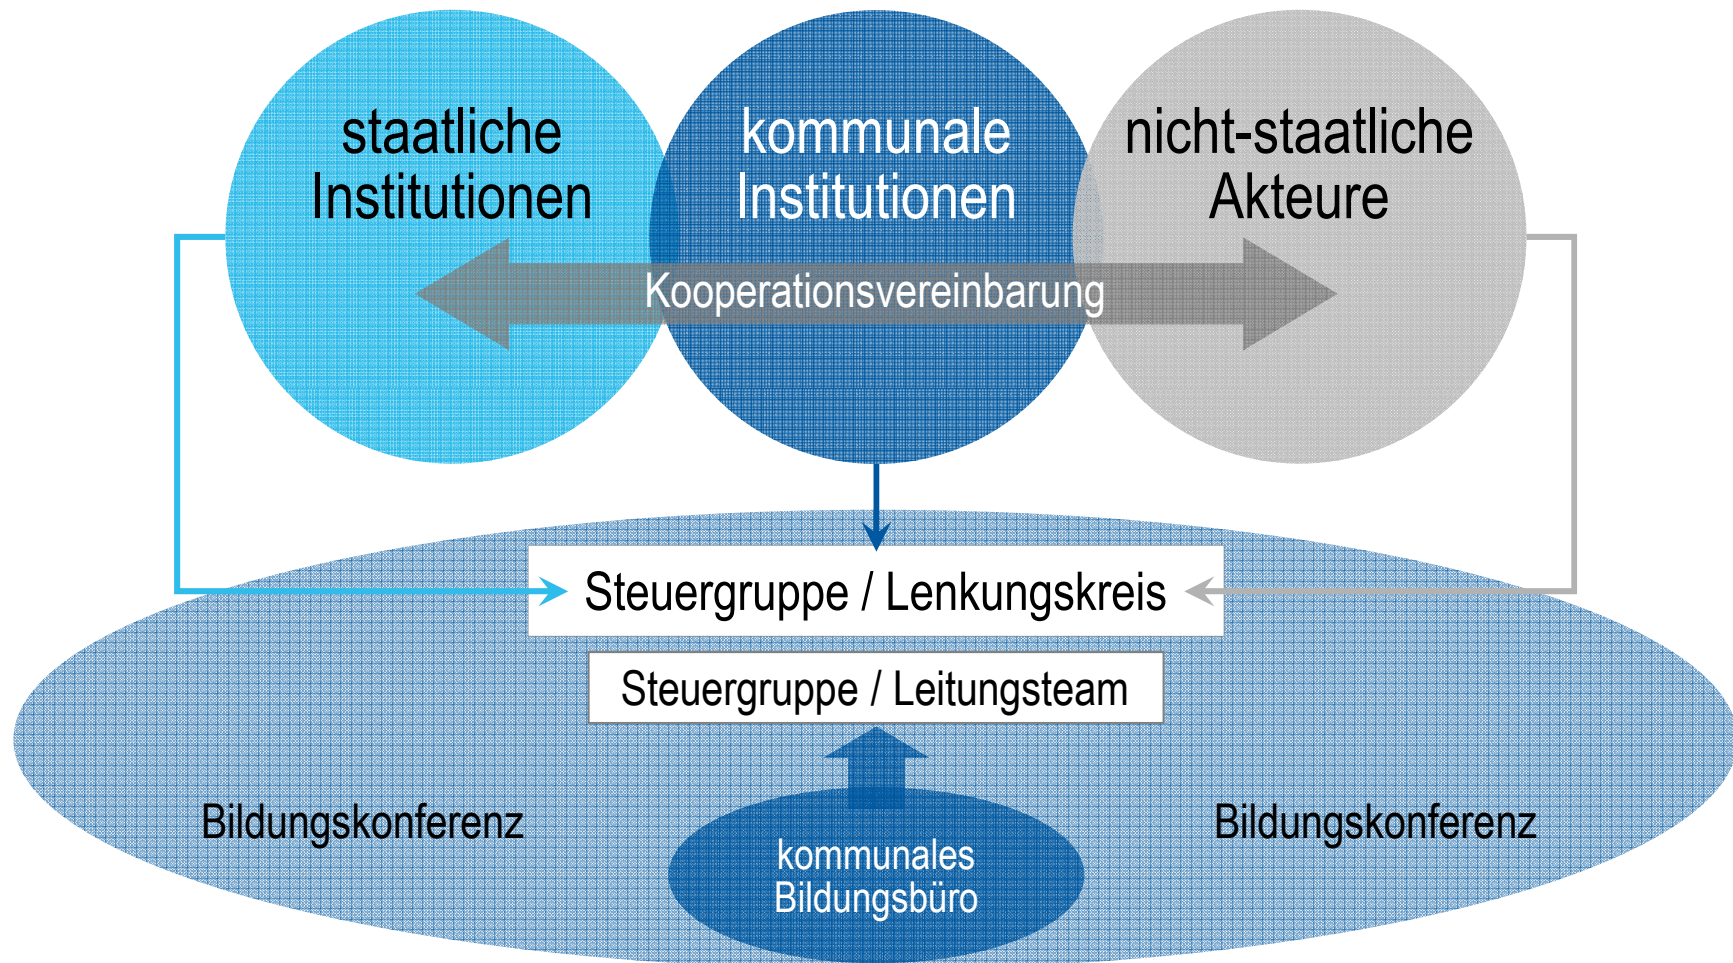 staatliche
Institutionen
kommunale
Institutionen
nicht-staatliche
Akteure
Kooperationsvereinbarung
Steuergruppe / Lenkungskreis
Steuergruppe / Leitungsteam
Bildungskonferenz
Bildungskonferenz
kommunales
Bildungsbüro